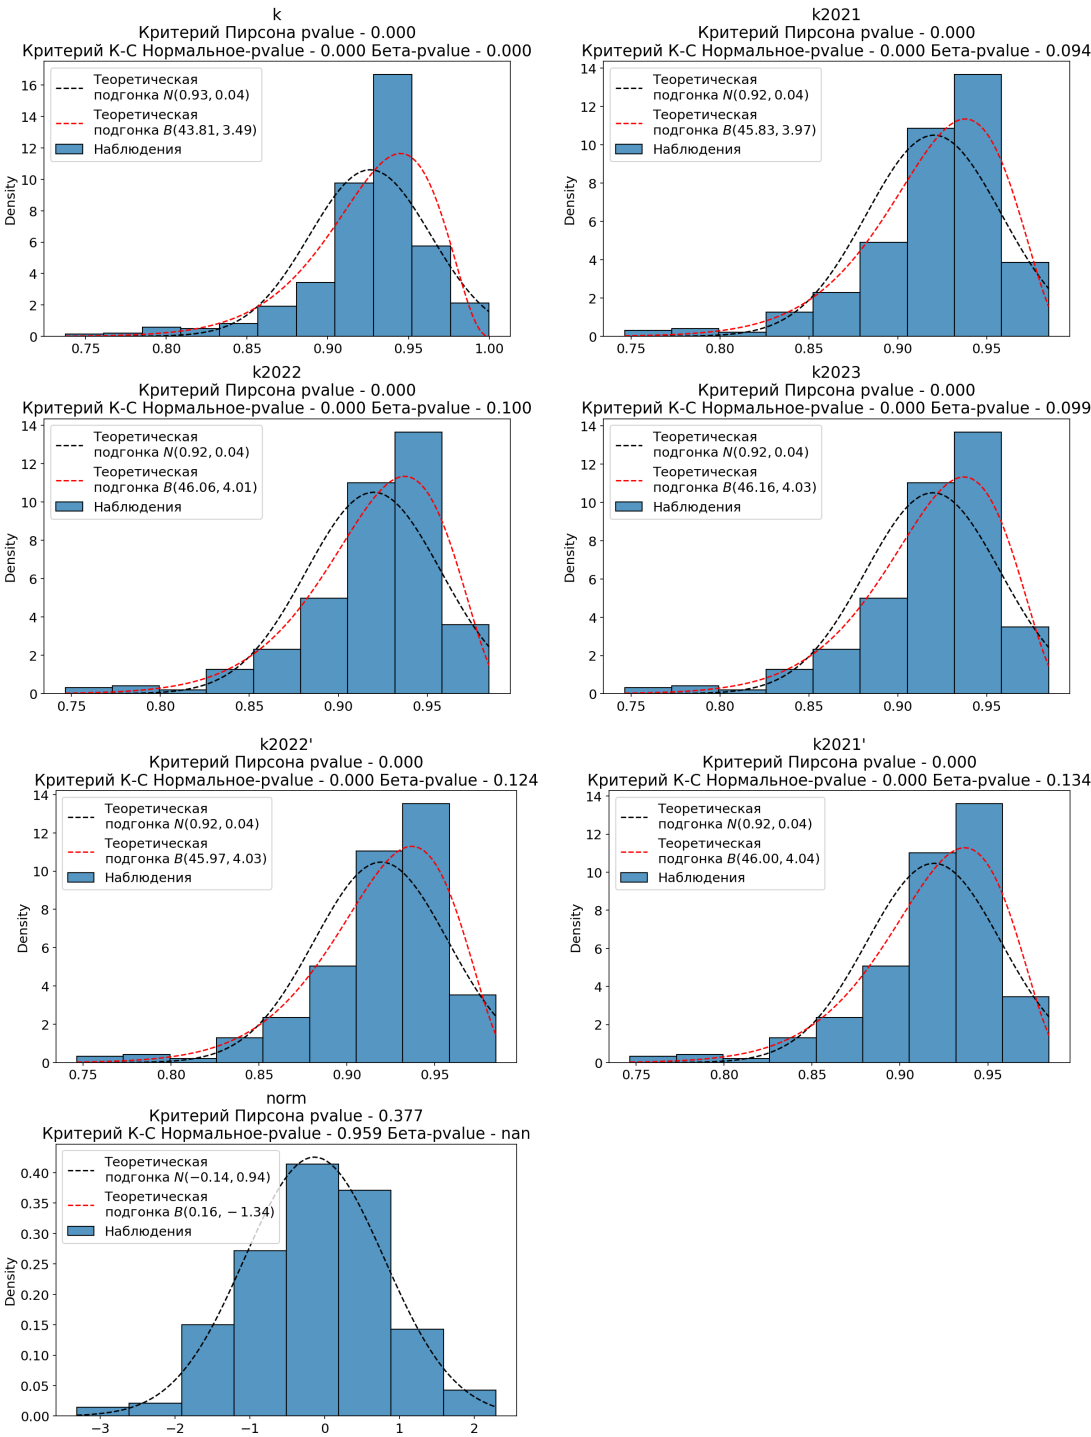 k
Критерий Пирсона pvalue - 0.000
Критерий К-С Нормальное-pvalue - 0.000 Бета-pvalue - 0.000
Теоретическая
подгонка N(0.93, 0.04)
Теоретическая
подгонка B(43.81, 3.49)
Наблюдения
Density
16
14
12
10
8
6
4
2
0
0.75 0.80 0.85 0.90 0.95 1.00
k2021
Критерий Пирсона pvalue - 0.000
Критерий К-С Нормальное-pvalue - 0.000 Бета-pvalue - 0.094
Теоретическая
подгонка N(0.92, 0.04)
Теоретическая
подгонка B(45.83, 3.97)
Наблюдения
Density
14
12
10
8
6
4
2
0
0.75 0.80 0.85 0.90 0.95
k2022
Критерий Пирсона pvalue - 0.000
Критерий К-С Нормальное-pvalue - 0.000 Бета-pvalue - 0.100
Теоретическая
подгонка N(0.92, 0.04)
Теоретическая
подгонка B(46.06, 4.01)
Наблюдения
Density
14
12
10
8
6
4
2
0
0.75 0.80 0.85 0.90 0.95
k2023
Критерий Пирсона pvalue - 0.000
Критерий К-С Нормальное-pvalue - 0.000 Бета-pvalue - 0.099
Теоретическая
подгонка N(0.92, 0.04)
Теоретическая
подгонка B(46.16, 4.03)
Наблюдения
Density
14
12
10
8
6
4
2
0
0.75 0.80 0.85 0.90 0.95
k2022'
Критерий Пирсона pvalue - 0.000
Критерий К-С Нормальное-pvalue - 0.000 Бета-pvalue - 0.124
Теоретическая
подгонка N(0.92, 0.04)
Теоретическая
подгонка B(45.97, 4.03)
Наблюдения
Density
14
12
10
8
6
4
2
0
0.75 0.80 0.85 0.90 0.95
k2021'
Критерий Пирсона pvalue - 0.000
Критерий К-С Нормальное-pvalue - 0.000 Бета-pvalue - 0.134
Теоретическая
подгонка N(0.92, 0.04)
Теоретическая
подгонка B(46.00, 4.04)
Наблюдения
Density
14
12
10
8
6
4
2
0
0.75 0.80 0.85 0.90 0.95
norm
Критерий Пирсона pvalue - 0.377
Критерий К-С Нормальное-pvalue - 0.959 Бета-pvalue - nan
Теоретическая
подгонка N(−0.14, 0.94)
Теоретическая
подгонка B(0.16, −1.34)
Наблюдения
Density
0.40
0.35
0.30
0.25
0.20
0.15
0.10
0.05
0.00
−3 −2 −1 0 1 2